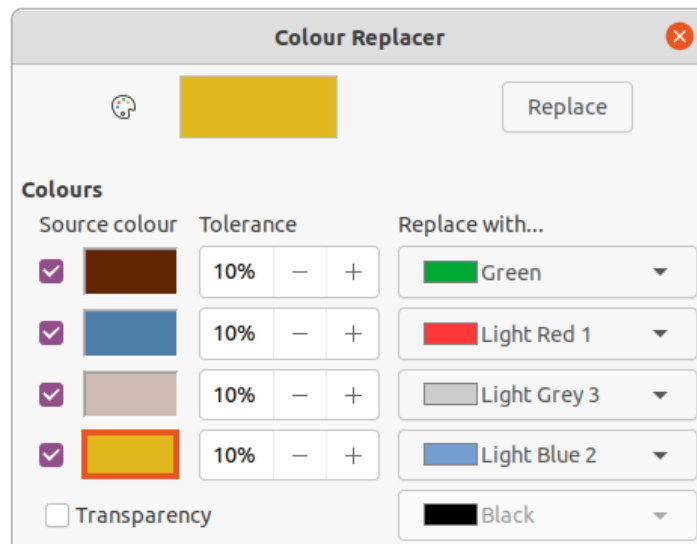 Colour Replacer
Replace
Colours
Source colour Tolerance Replace with...
10% − + Green
10% − + Light Red 1
10% − + Light Grey 3
10% − + Light Blue 2
Transparency Black